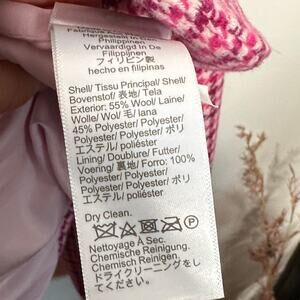 Fabriqué Aux
Hergestellt In
Philippinen
Vervaardigd In De
Filippijnen
フィリピン製
hecho en filipinas
Shell/ Tissu Principal/ Shell/
Bovenstof/ 表地/ Tela
Exterior: 55% Wool/ Laine/
Wolle/ Wol/ 毛/ lana
45% Polyester/ Polyester/
Polyester/ Polyester/ ポリ
エステル/ poliéster
Lining/ Doublure/ Futter/
Voering/ 裏地/ Forro: 100%
Polyester/ Polyester/
Polyester/ Polyester/ ポリ
エステル/ poliéster
Dry Clean.
Nettoyage À Sec.
Chemische Reinigung.
Chemisch Reinigen.
ドライクリーニングをし
てください。